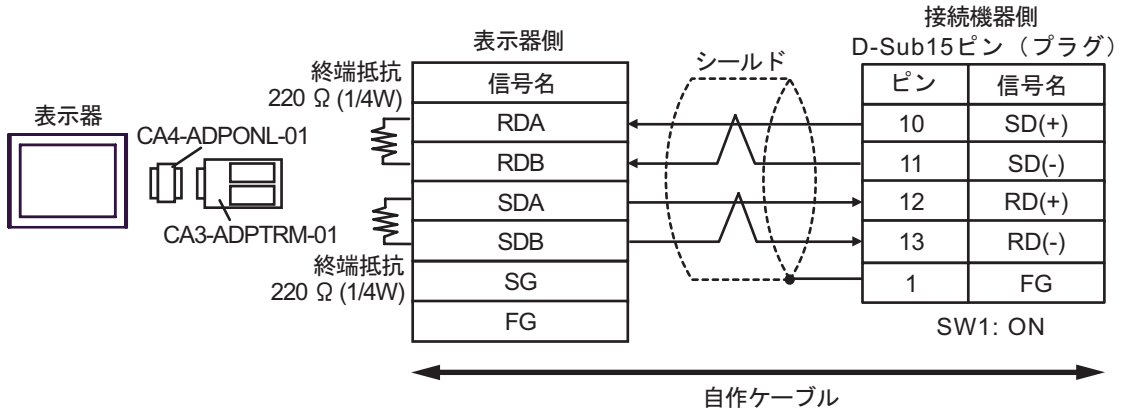 接続機器側
D-Sub15ピン（プラグ）
表示器側
シールド
終端抵抗
220 Ω (1/4W)
表示器
CA4-ADPONL-01
CA3-ADPTRM-01
終端抵抗
220 Ω (1/4W)
信号名
RDA
RDB
SDA
SDB
SG
FG
ピン 信号名
10 SD(+)
11 SD(-)
12 RD(+)
13 RD(-)
1 FG
SW1: ON
自作ケーブル